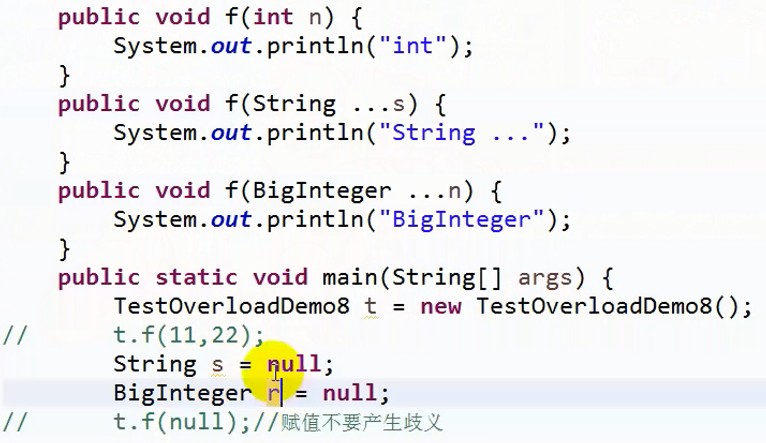 public void f(int n) {
System.out.println("int");
}
public void f(String ...s) {
System.out.println("String ...");
}
public void f(BigInteger ...n) {
System.out.println("BigInteger");
}
public static void main(String[] args) {
TestOverloadDemo8 t = new TestOverloadDemo8();
// t.f(11,22);
String s = null;
BigInteger r = null;
// t.f(null);//赋值不要产生歧义